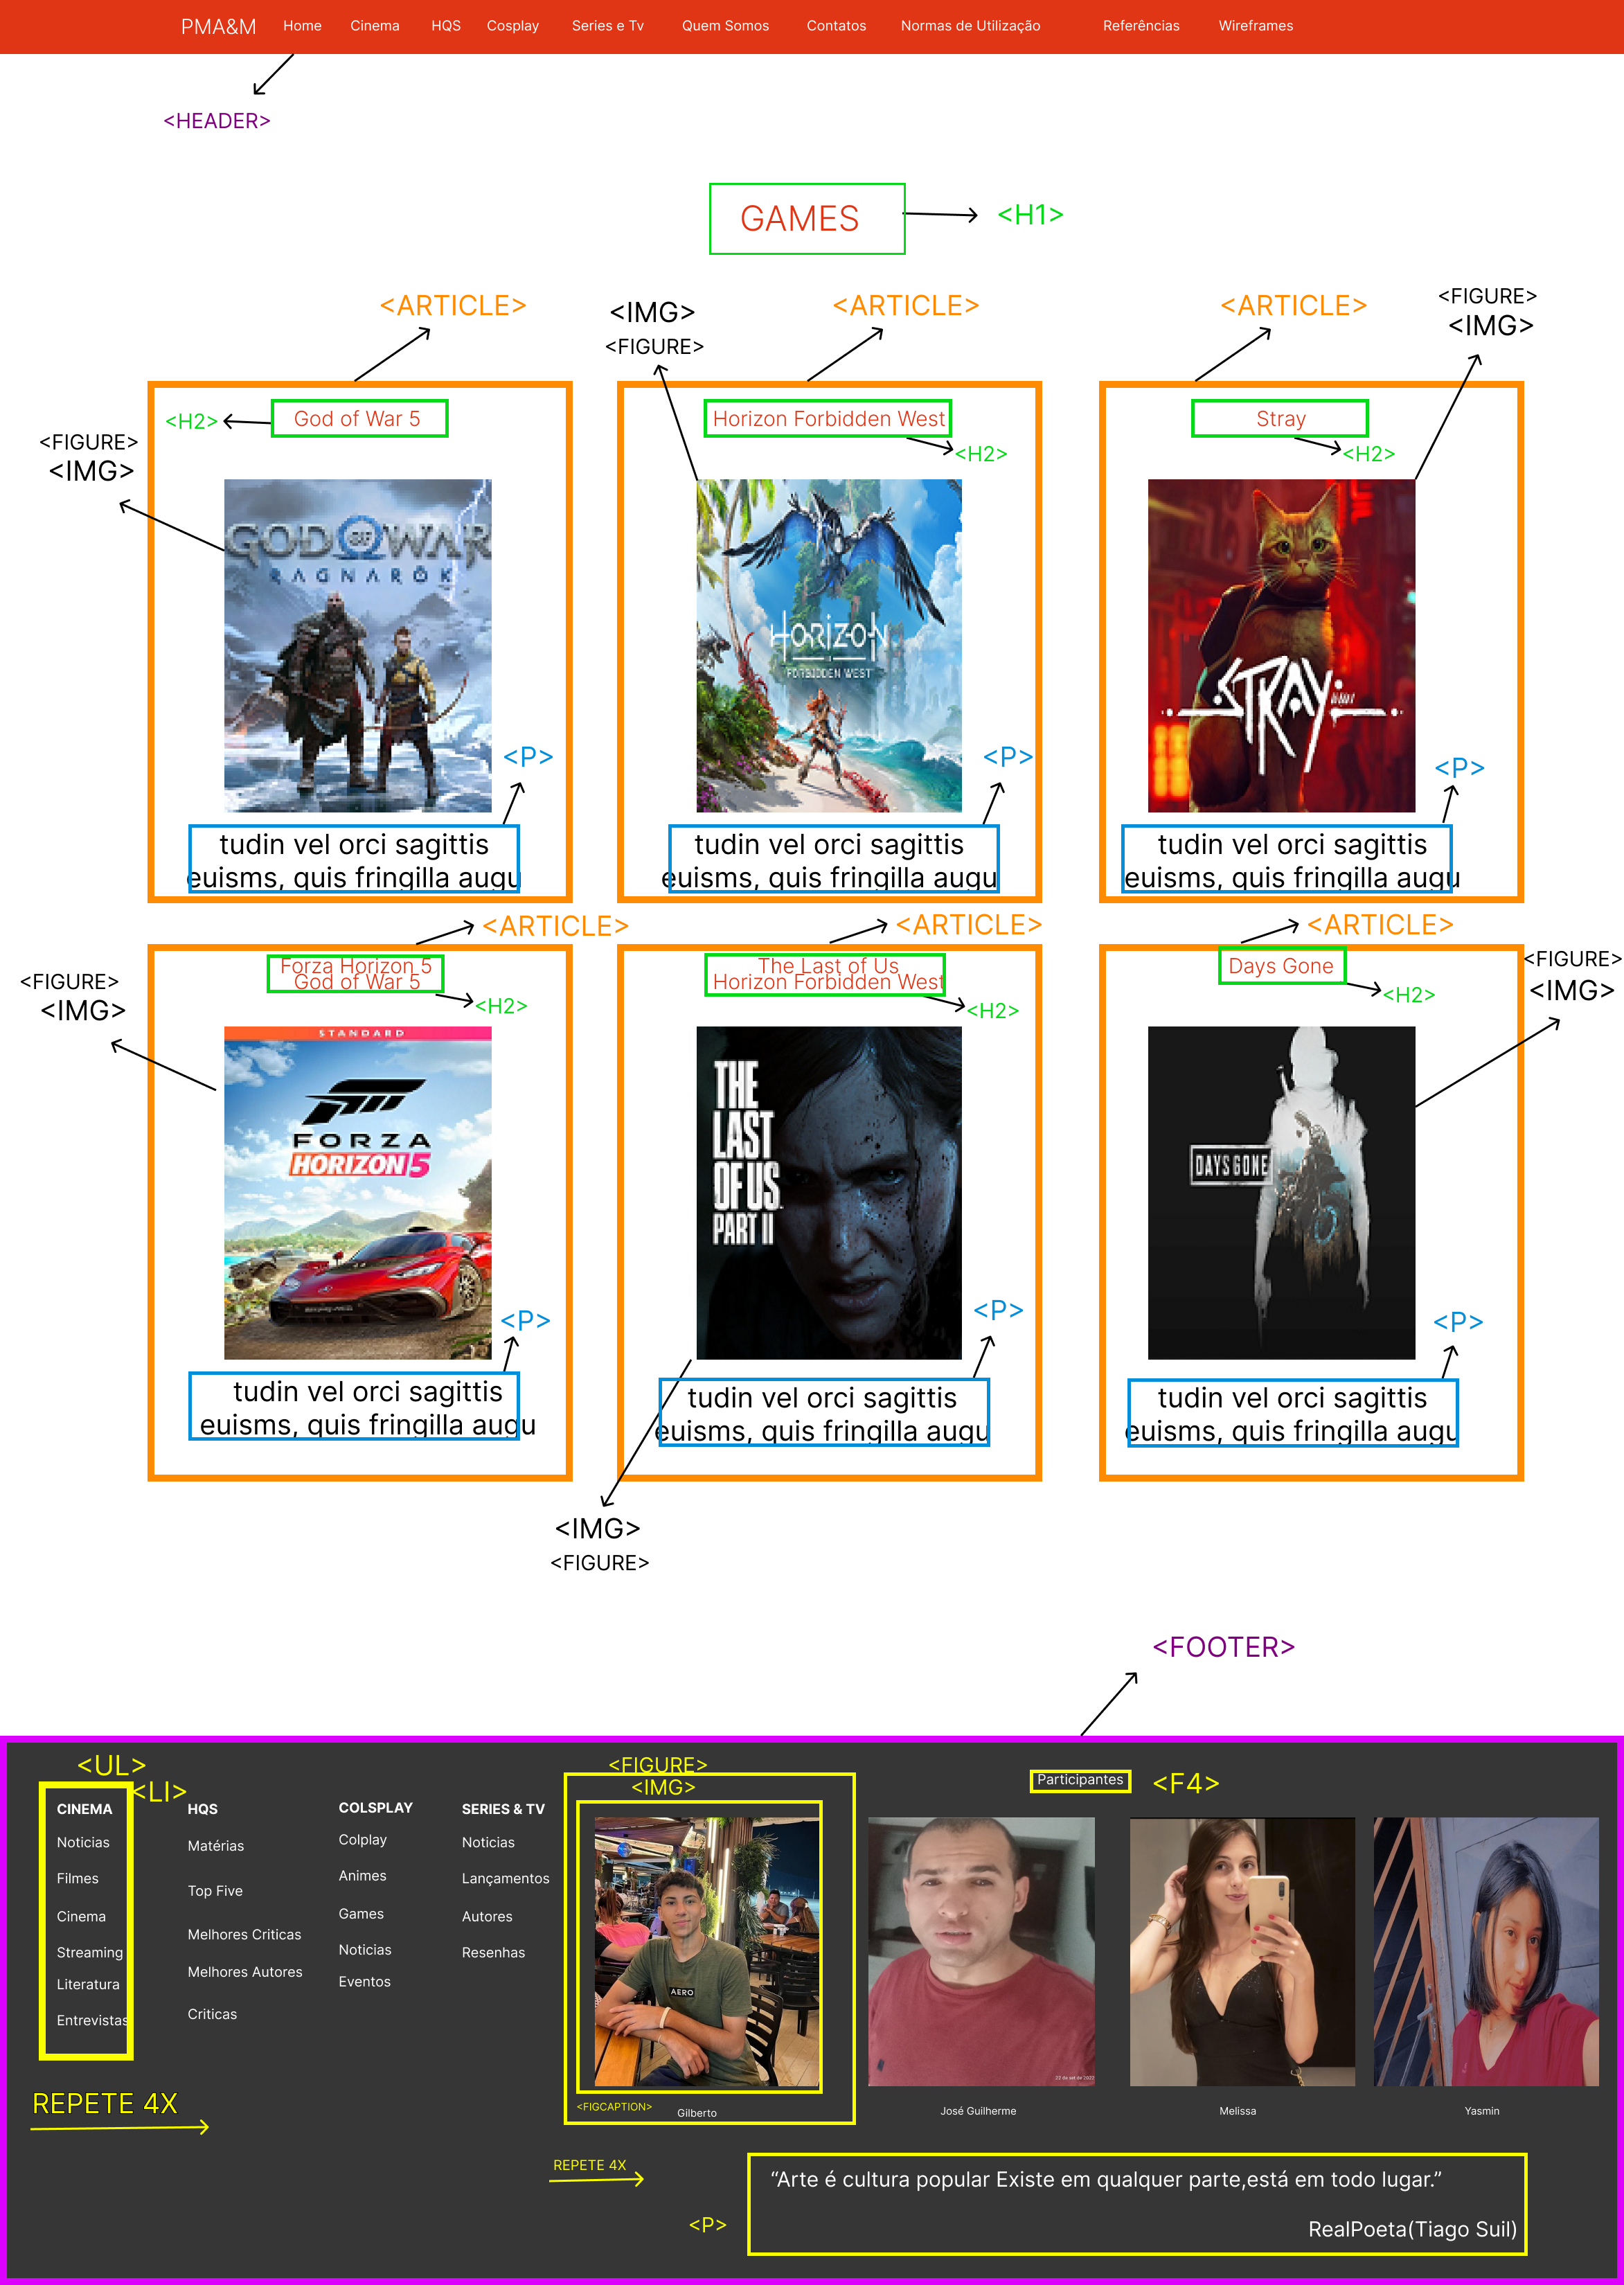 PMA&M Home Cinema HQS Cosplay Series e Tv Quem Somos Contatos Normas de Utilização Referências Wireframes
<HEADER>
GAMES
<H1>
<ARTICLE>
<IMG>
<FIGURE>
<ARTICLE>
<ARTICLE>
<FIGURE>
<IMG>
<H2>
God of War 5
<FIGURE>
<IMG>
GOD OF WAR
RAGNARÖK
<P>
tudin vel orci sagittis
euisms, quis fringilla augu
Horizon Forbidden West
<H2>
HORIZON
FORBIDDEN WEST
<P>
tudin vel orci sagittis
euisms, quis fringilla augu
Stray
<H2>
STRAY
<P>
tudin vel orci sagittis
euisms, quis fringilla augu
<ARTICLE>
<ARTICLE>
<ARTICLE>
Forza Horizon 5
God of War 5
<H2>
<FIGURE>
<IMG>
STANDARD
FORZA
HORIZON 5
<P>
tudin vel orci sagittis
euisms, quis fringilla augu
The Last of Us
Horizon Forbidden West
<H2>
THE
LAST
OF US
PART II
<P>
tudin vel orci sagittis
euisms, quis fringilla augu
<IMG>
<FIGURE>
Days Gone
<H2>
<FIGURE>
<IMG>
DAYS GONE
<P>
tudin vel orci sagittis
euisms, quis fringilla augu
<FOOTER>
<UL>
<LI>
CINEMA
Noticias
Filmes
Cinema
Streaming
Literatura
Entrevistas
REPETE 4X
HQS
Matérias
Top Five
Melhores Criticas
Melhores Autores
Criticas
COLSPLAY
Colplay
Animes
Games
Noticias
Eventos
SERIES & TV
Noticias
Lançamentos
Autores
Resenhas
<FIGURE>
<IMG>
AERO
<FIGCAPTION>
Gilberto
Participantes
<F4>
22 de set de 2022
José Guilherme
Melissa
Yasmin
REPETE 4X
<P>
“Arte é cultura popular Existe em qualquer parte,está em todo lugar.”
RealPoeta(Tiago Suil)